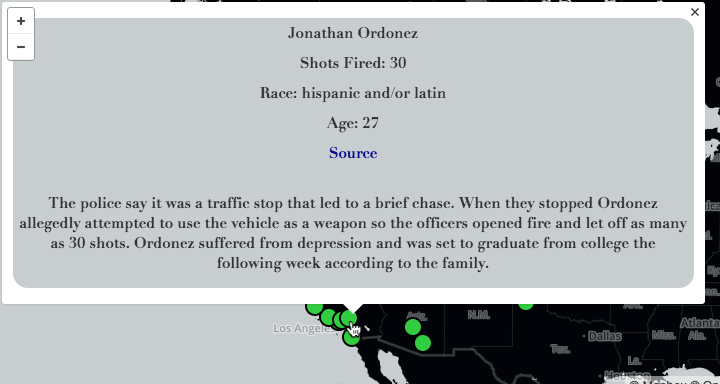 +
×
−
Jonathan Ordonez
Shots Fired: 30
Race: hispanic and/or latin
Age: 27
Source
The police say it was a traffic stop that led to a brief chase. When they stopped Ordonez
allegedly attempted to use the vehicle as a weapon so the officers opened fire and let off as many
as 30 shots. Ordonez suffered from depression and was set to graduate from college the
following week according to the family.
Los Angeles
Ariz.
N.M.
Dallas
Atlanta
Tex.
Miss.
Ala.
La.
Houston
© Mapbox ©